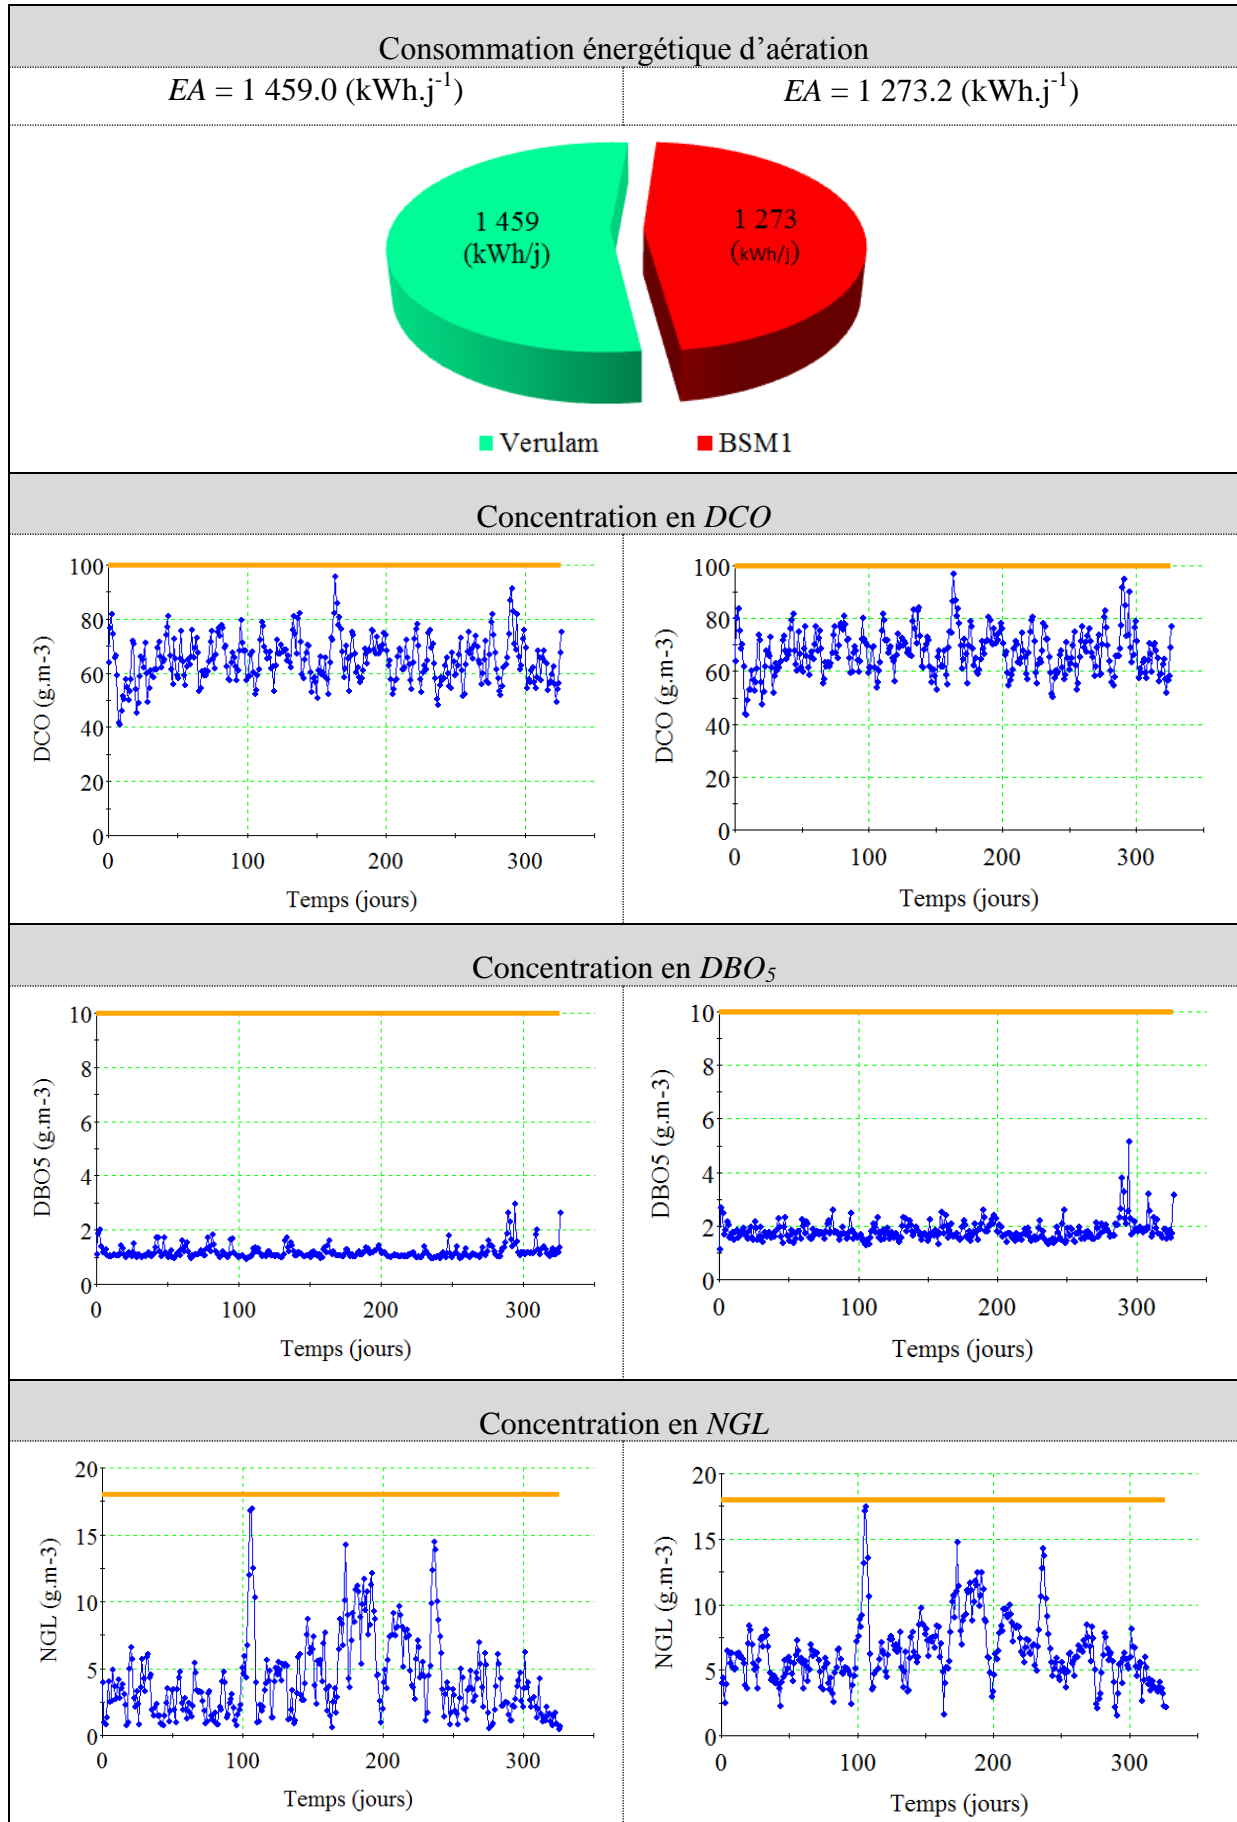 Consommation énergétique d’aération
EA = 1 459.0 (kWh.j-1)
EA = 1 273.2 (kWh.j-1)
1 459
(kWh/j)
1 273
(kWh/j)
Verulam
BSM1
Concentration en DCO
DCO (g.m-3)
100
80
60
40
20
0
0 100 200 300
Temps (jours)
DCO (g.m-3)
100
80
60
40
20
0
0 100 200 300
Temps (jours)
Concentration en DBO5
DBO5 (g.m-3)
10
8
6
4
2
0
0 100 200 300
Temps (jours)
DBO5 (g.m-3)
10
8
6
4
2
0
0 100 200 300
Temps (jours)
Concentration en NGL
NGL (g.m-3)
20
15
10
5
0
0 100 200 300
Temps (jours)
NGL (g.m-3)
20
15
10
5
0
0 100 200 300
Temps (jours)